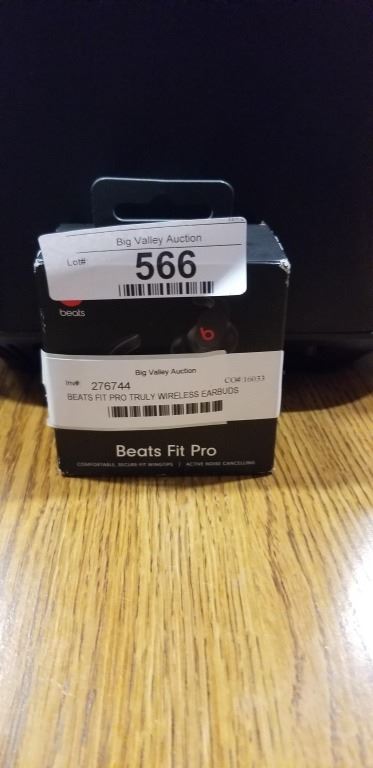 Big Valley Auction
Lot#
566
beats
b
Big Valley Auction
Inv#: 276744 CO#:16033
BEATS FIT PRO TRULY WIRELESS EARBUDS
Beats Fit Pro
COMFORTABLE, SECURE-FIT WINGTIPS | ACTIVE NOISE CANCELLING